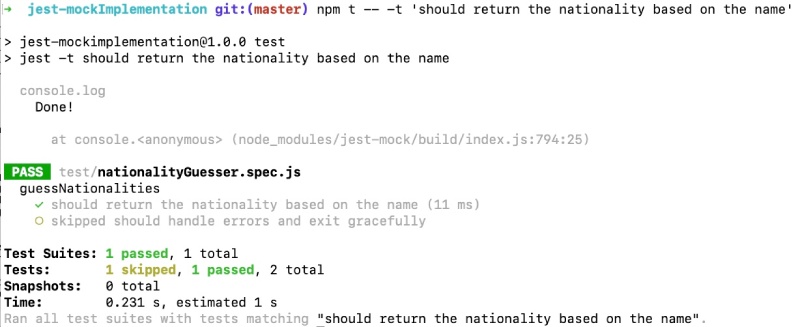 → jest-mockImplementation git:(master) npm t -- -t 'should return the nationality based on the name'
> jest-mockimplementation@1.0.0 test
> jest -t should return the nationality based on the name
console.log
Done!
at console.<anonymous> (node_modules/jest-mock/build/index.js:794:25)
PASS test/nationalityGuesser.spec.js
guessNationalities
✓ should return the nationality based on the name (11 ms)
○ skipped should handle errors and exit gracefully
Test Suites: 1 passed, 1 total
Tests: 1 skipped, 1 passed, 2 total
Snapshots: 0 total
Time: 0.231 s, estimated 1 s
Ran all test suites with tests matching "should return the nationality based on the name".